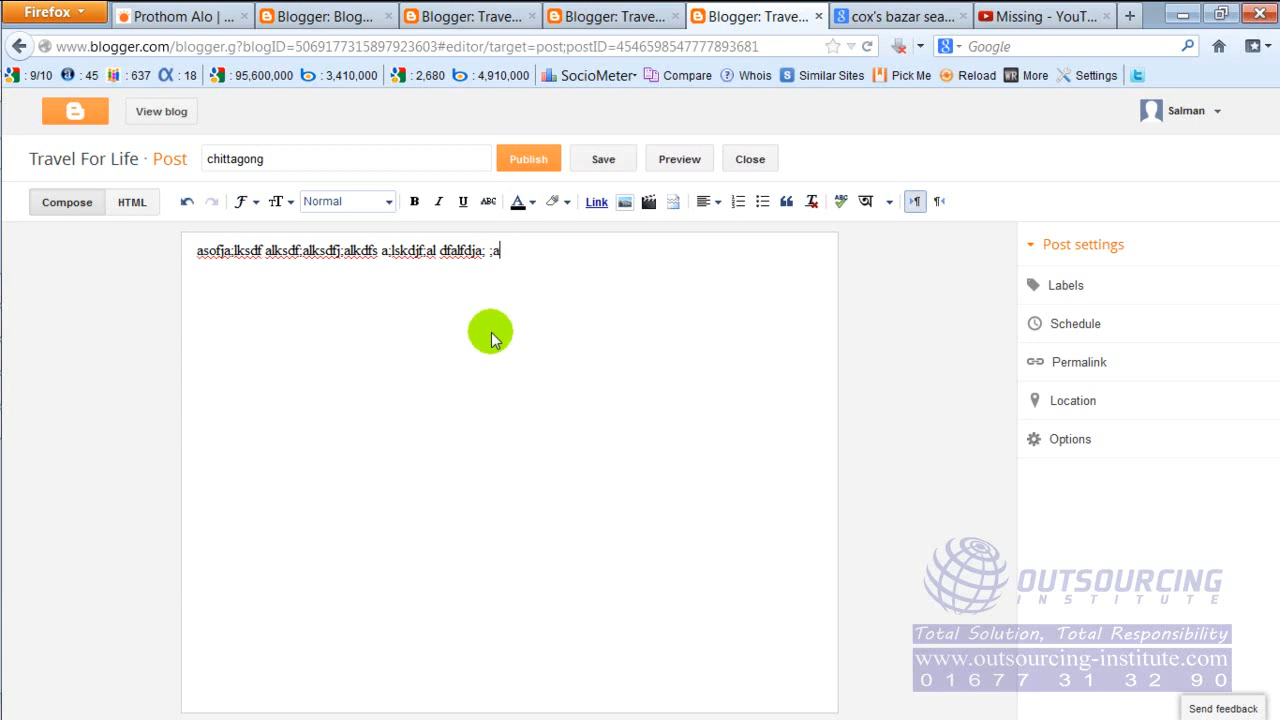 Firefox
Prothom Alo | ...
Blogger: Blog...
Blogger: Trave...
Blogger: Trave...
Blogger: Trave...
cox's bazar sea...
Missing - YouT...
www.blogger.com/blogger.g?blogID=5069177315897923603#editor/target=post;postID=4546598547777893681
Google
: 9/10 : 45 : 637 : 18 : 95,600,000 : 3,410,000 : 2,680 : 4,910,000 SocioMeter Compare Whois Similar Sites Pick Me Reload More Settings
View blog
Salman
Travel For Life · Post
chittagong
Publish
Save
Preview
Close
Compose
HTML
Normal
B I U ABC A
Link
অ
asofja;lksdf alksdf;alksdfj;alkdfs a;lskdjf;al dfalfdja; ;a
Post settings
Labels
Schedule
Permalink
Location
Options
OUTSOURCING
INSTITUTE
Total Solution, Total Responsibility
www.outsourcing-institute.com
01677 31 32 90
Send feedback